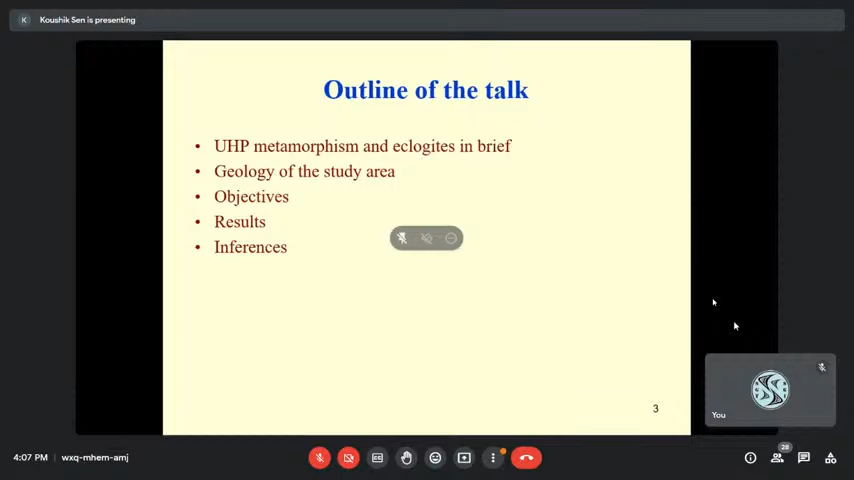 K Koushik Sen is presenting
Outline of the talk
• UHP metamorphism and eclogites in brief
• Geology of the study area
• Objectives
• Results
• Inferences
3
You
4:07 PM | wxq-mhem-amj
28